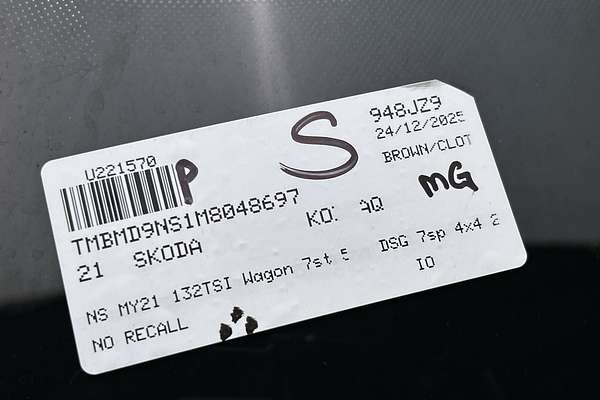 948JZ9
24/12/2025
BROWN/CLOT
U221570
P
S
MG
TMBMD9NS1M8048697
KO: AQ
21 SKODA
NS MY21 132TSI Wagon 7st 5 DSG 7sp 4x4 2
NO RECALL
IO